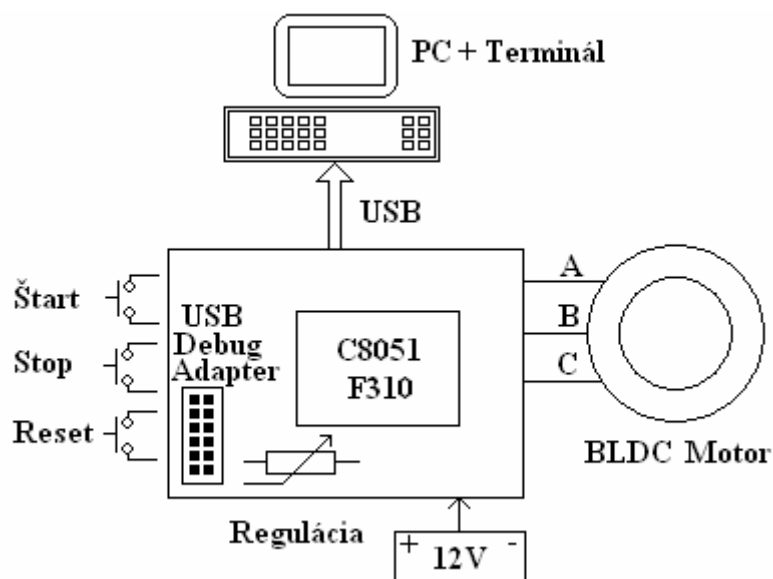 PC + Terminál
USB
Štart
Stop
Reset
USB
Debug
Adapter
C8051
F310
A
B
C
BLDC Motor
Regulácia
+ 12V -